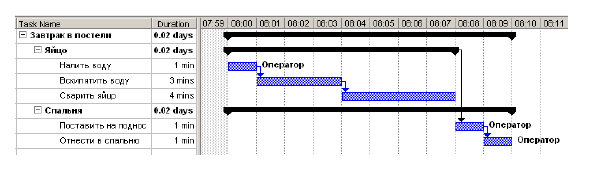 Task Name Duration 07:59 08:00 08:01 08:02 08:03 08:04 08:05 08:06 08:07 08:08 08:09 08:10 08:11
Завтрак в постели 0.02 days
Яйцо 0.02 days
Налить воду 1 min Оператор
Вскипятить воду 3 mins
Сварить яйцо 4 mins
Спальня 0.02 days
Поставить на поднос 1 min Оператор
Отнести в спальню 1 min Оператор